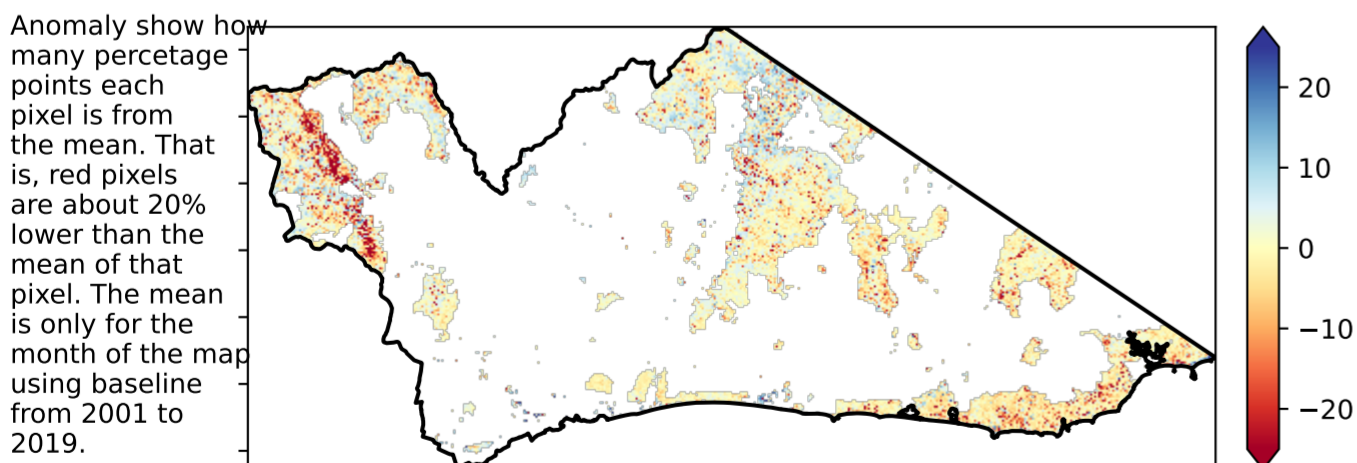 Anomaly show how
many percetage
points each
pixel is from
the mean. That
is, red pixels
are about 20%
lower than the
mean of that
pixel. The mean
is only for the
month of the map
using baseline
from 2001 to
2019.
20
10
0
−10
−20